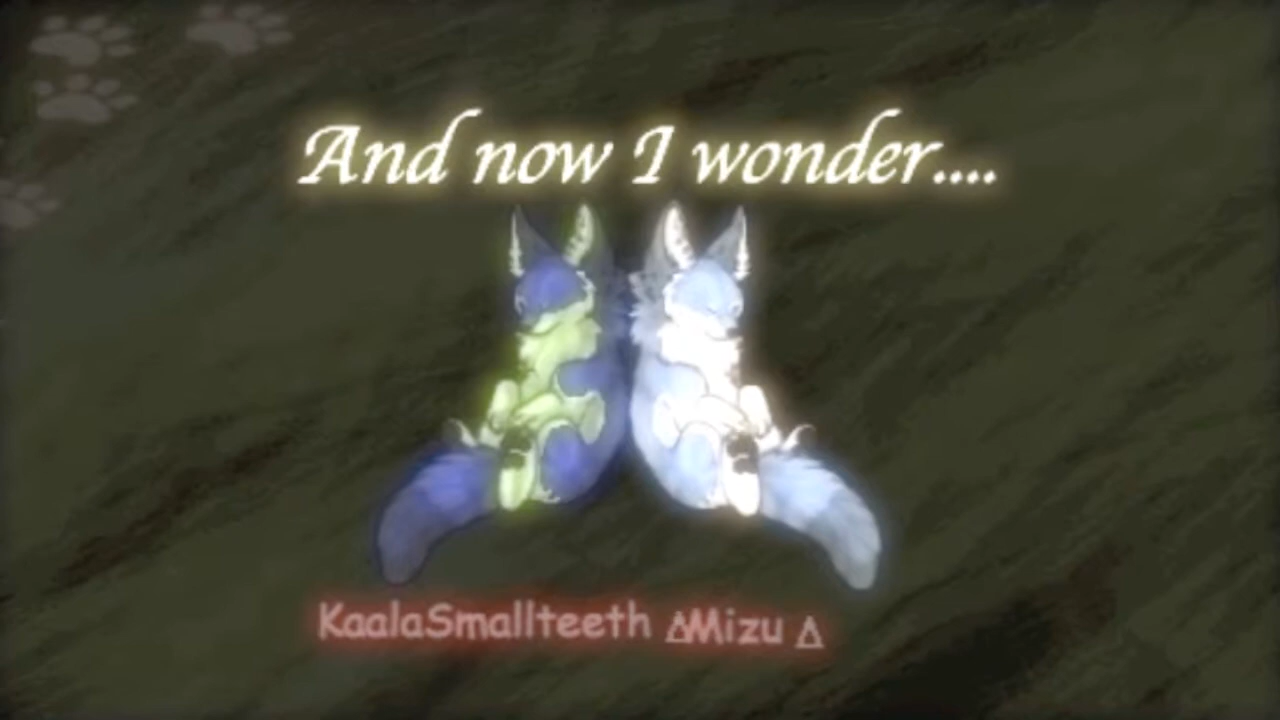 And now I wonder....
KaalaSmallteeth ∆Mizu ∆